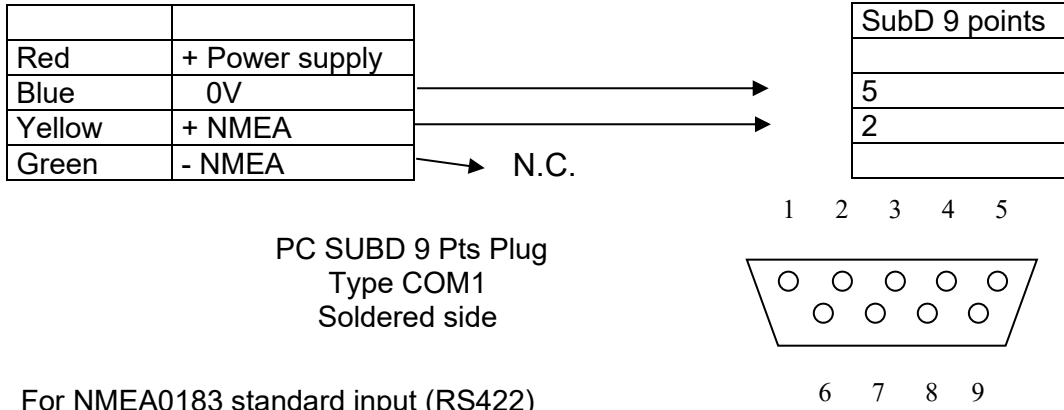 SubD 9 points
Red + Power supply
Blue 0V 5
Yellow + NMEA 2
Green - NMEA N.C.
1 2 3 4 5
PC SUBD 9 Pts Plug
Type COM1
Soldered side
6 7 8 9
For NMEA0183 standard input (RS422)